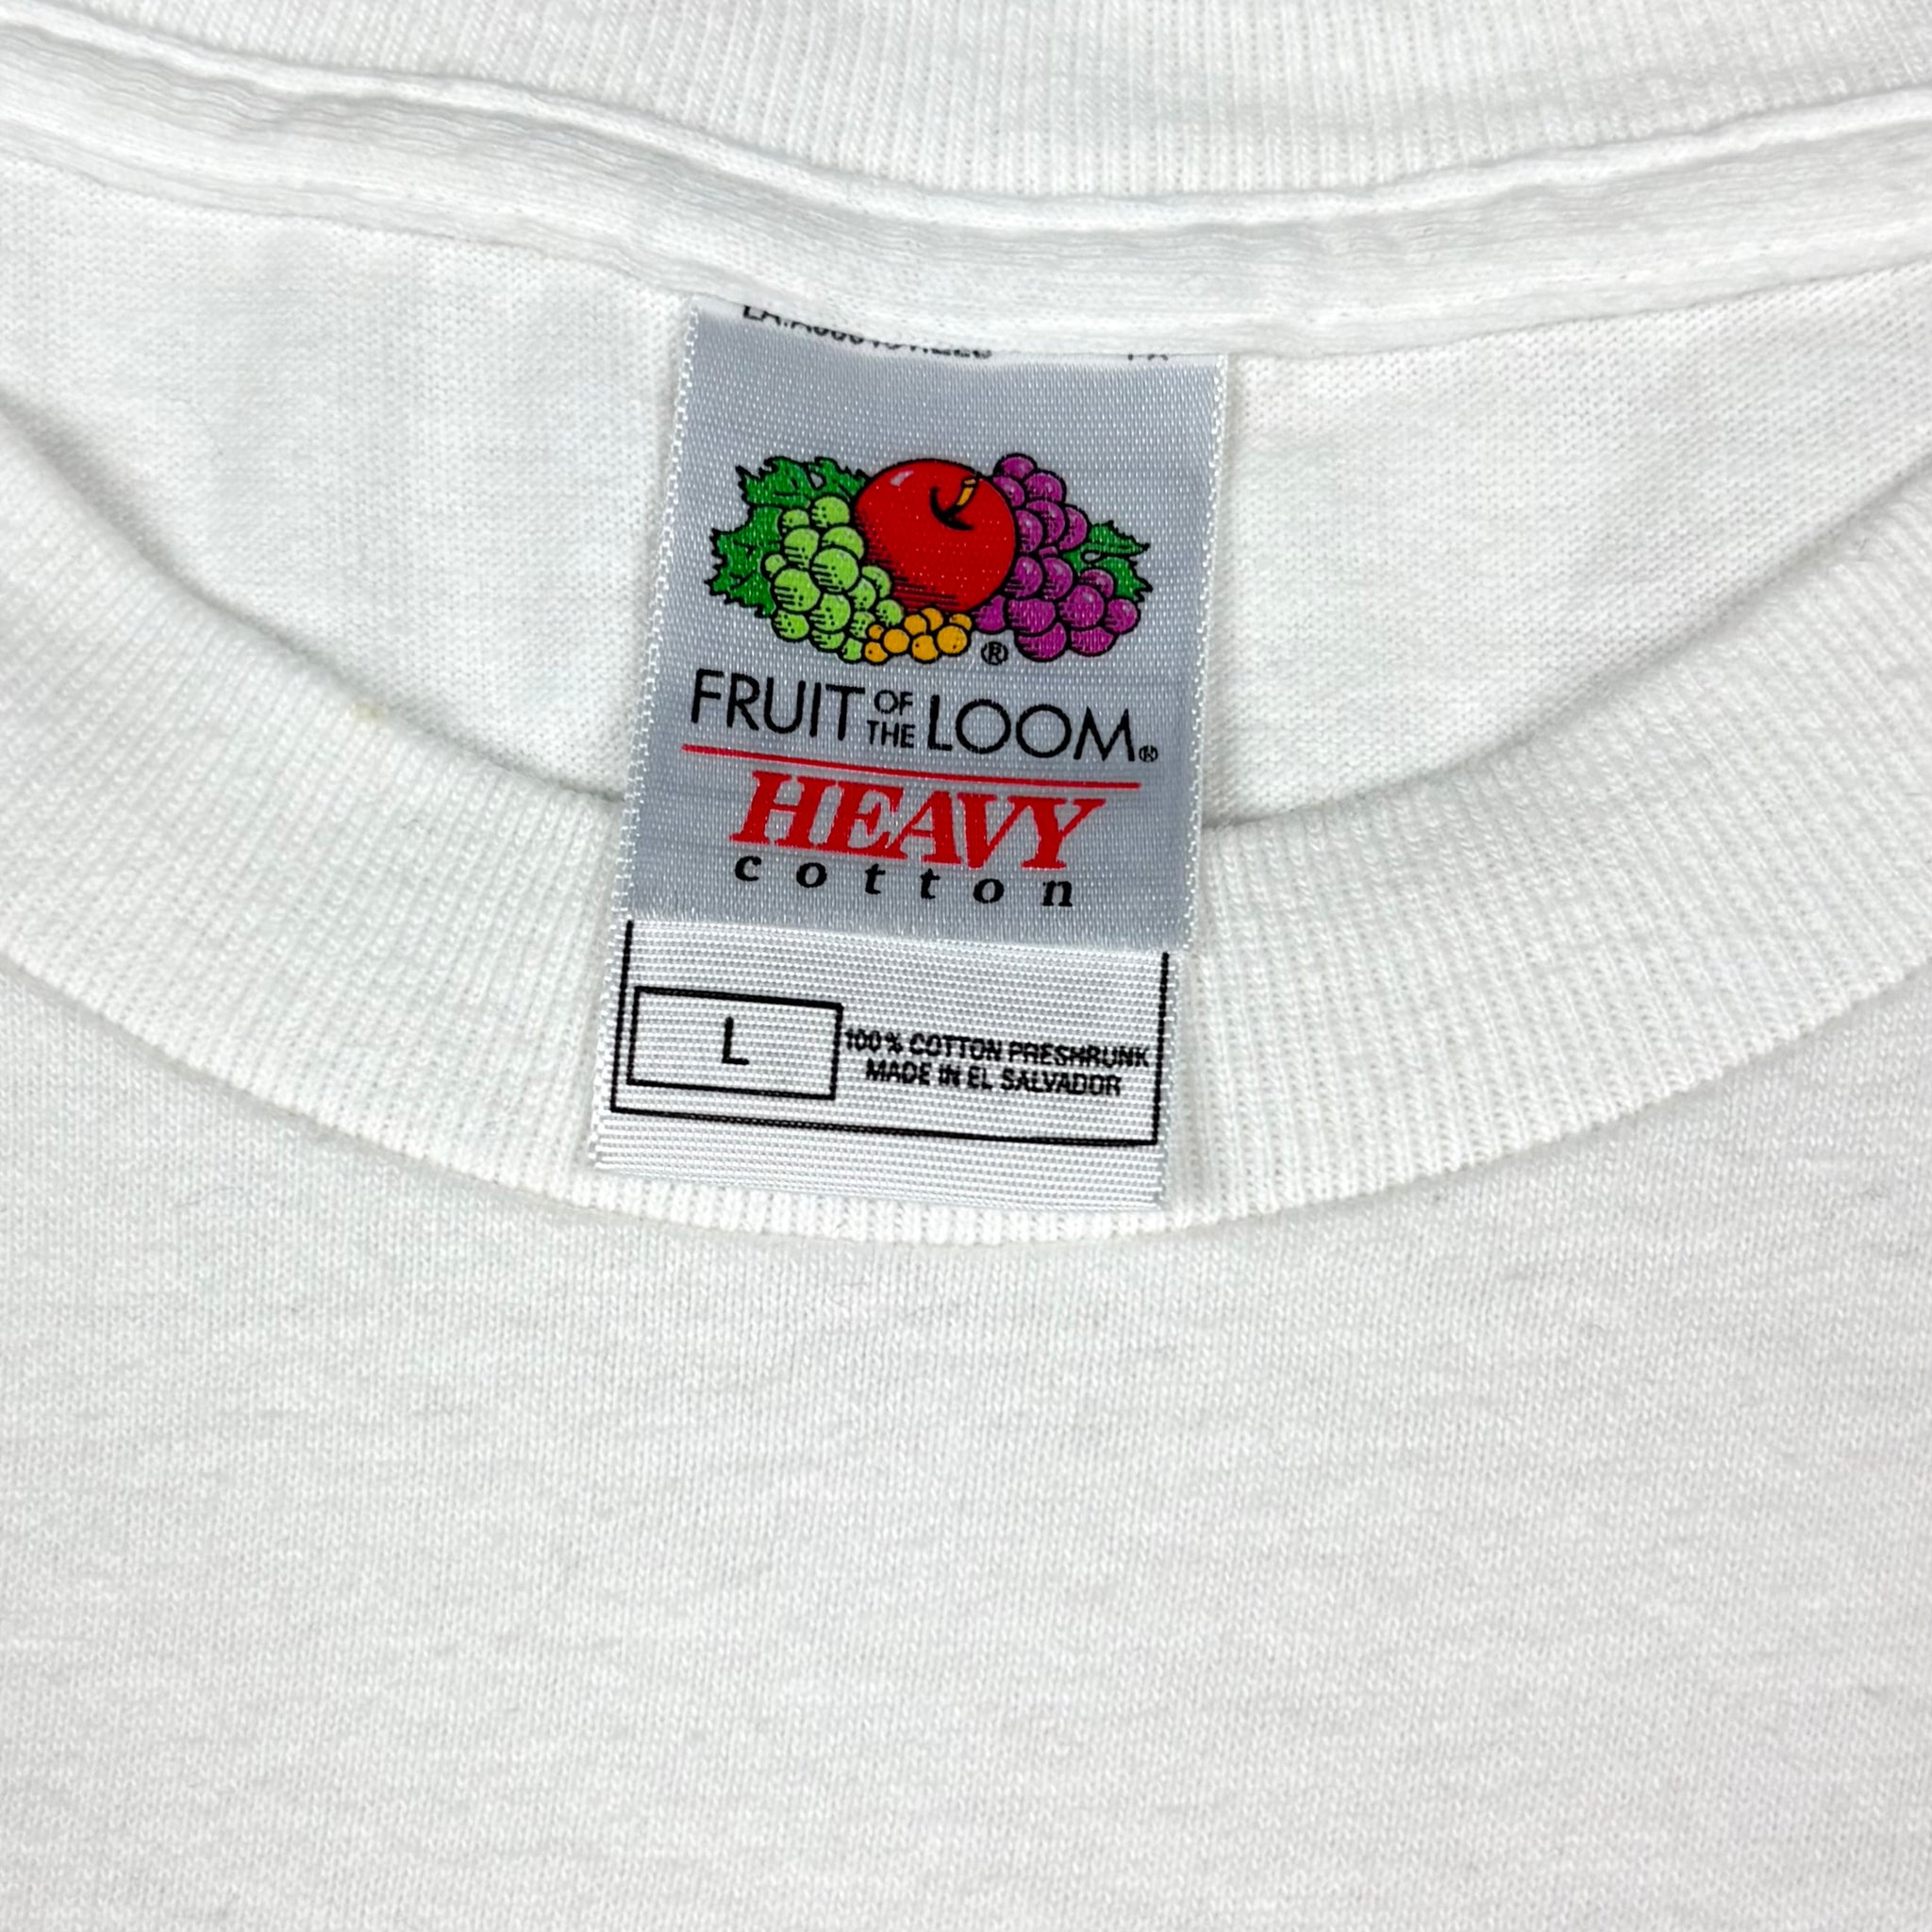 ®
FRUIT OF THE LOOM®
HEAVY
cotton
L
100% COTTON PRESHRUNK
MADE IN EL SALVADOR